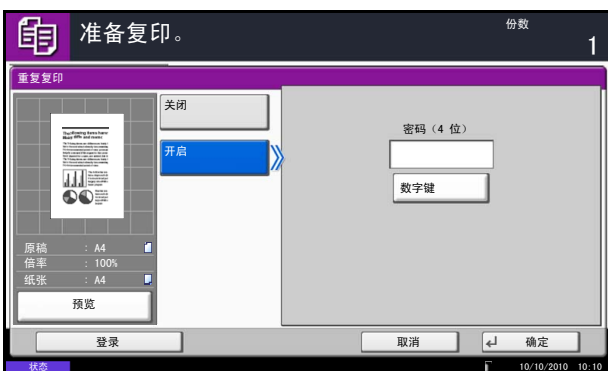 准备复印。
份数
1
重复复印
关闭
开启
密码（4 位）
数字键
原稿 : A4
倍率 : 100%
纸张 : A4
预览
登录
取消
确定
状态
10/10/2010 10:10